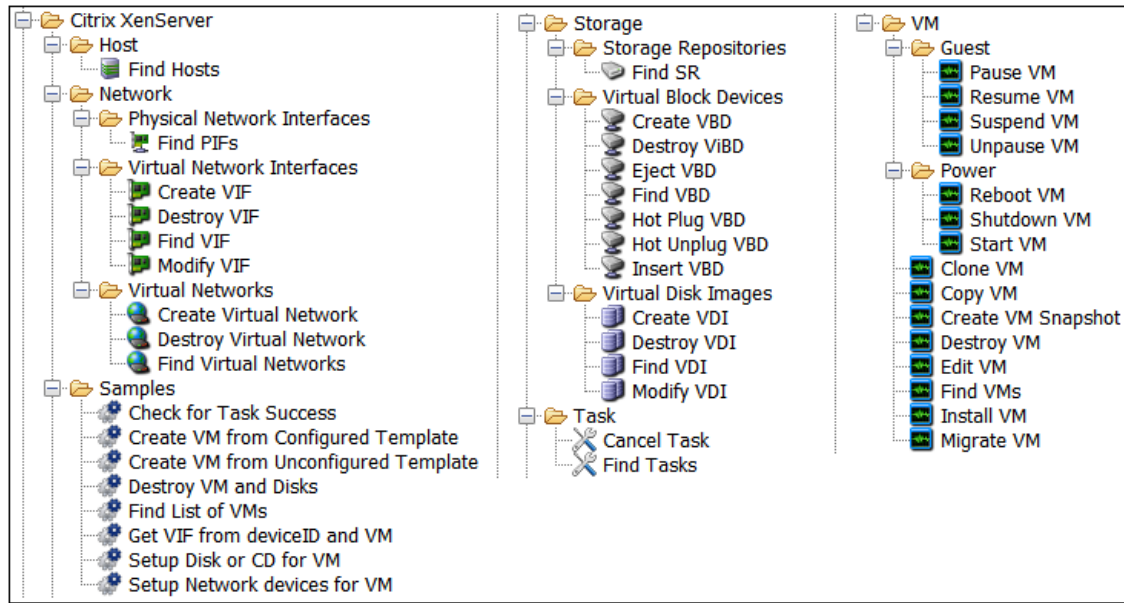 Citrix XenServer
Host
Find Hosts
Network
Physical Network Interfaces
Find PIFs
Virtual Network Interfaces
Create VIF
Destroy VIF
Find VIF
Modify VIF
Virtual Networks
Create Virtual Network
Destroy Virtual Network
Find Virtual Networks
Samples
Check for Task Success
Create VM from Configured Template
Create VM from Unconfigured Template
Destroy VM and Disks
Find List of VMs
Get VIF from deviceID and VM
Setup Disk or CD for VM
Setup Network devices for VM
Storage
Storage Repositories
Find SR
Virtual Block Devices
Create VBD
Destroy ViBD
Eject VBD
Find VBD
Hot Plug VBD
Hot Unplug VBD
Insert VBD
Virtual Disk Images
Create VDI
Destroy VDI
Find VDI
Modify VDI
Task
Cancel Task
Find Tasks
VM
Guest
Pause VM
Resume VM
Suspend VM
Unpause VM
Power
Reboot VM
Shutdown VM
Start VM
Clone VM
Copy VM
Create VM Snapshot
Destroy VM
Edit VM
Find VMs
Install VM
Migrate VM